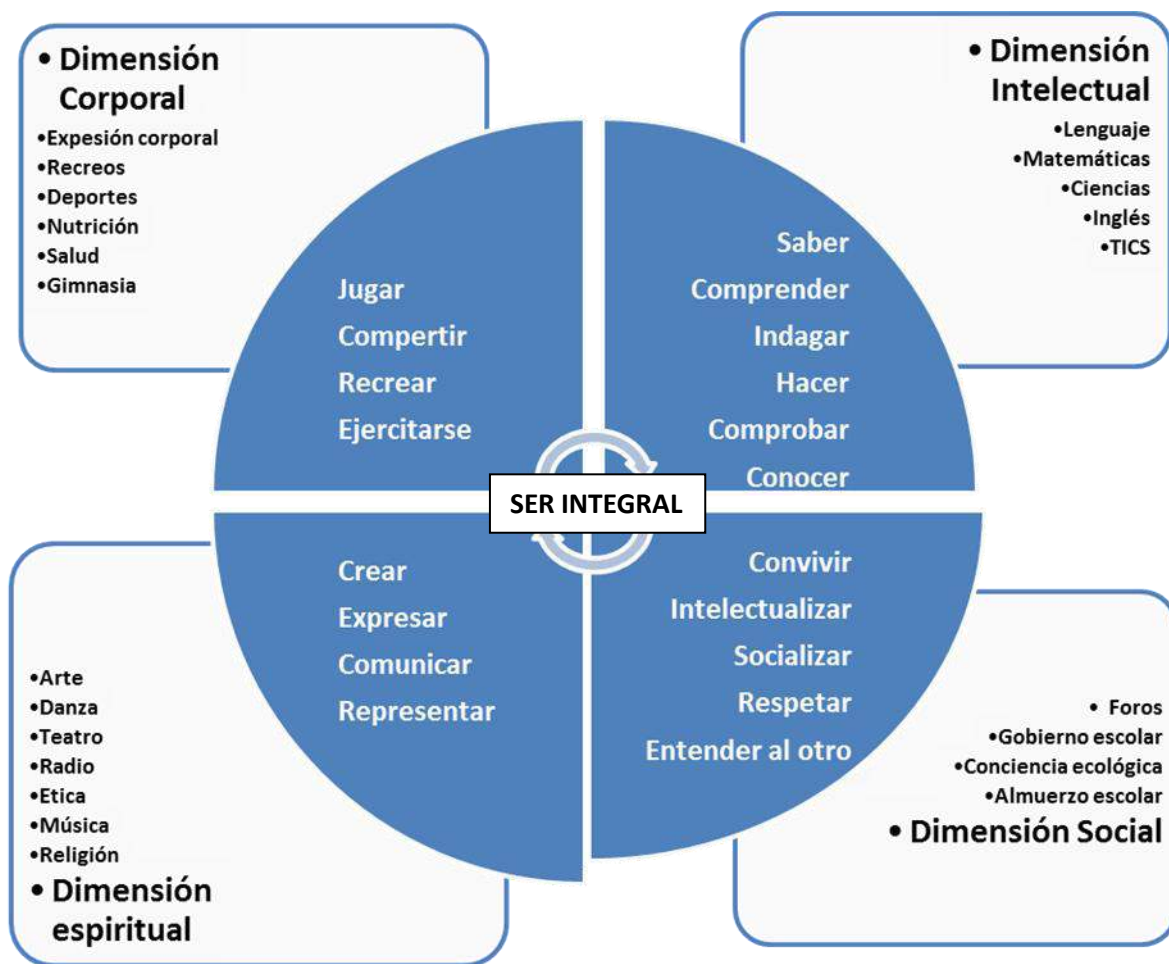 • Dimensión
Corporal
•Expesión corporal
•Recreos
•Deportes
•Nutrición
•Salud
•Gimnasia
• Dimensión
Intelectual
•Lenguaje
•Matemáticas
•Ciencias
•Inglés
•TICS
Jugar
Compertir
Recrear
Ejercitarse
Saber
Comprender
Indagar
Hacer
Comprobar
Conocer
SER INTEGRAL
Crear
Expresar
Comunicar
Representar
Convivir
Intelectualizar
Socializar
Respetar
Entender al otro
•Arte
•Danza
•Teatro
•Radio
•Etica
•Música
•Religión
• Dimensión
espiritual
• Foros
•Gobierno escolar
•Conciencia ecológica
•Almuerzo escolar
• Dimensión Social